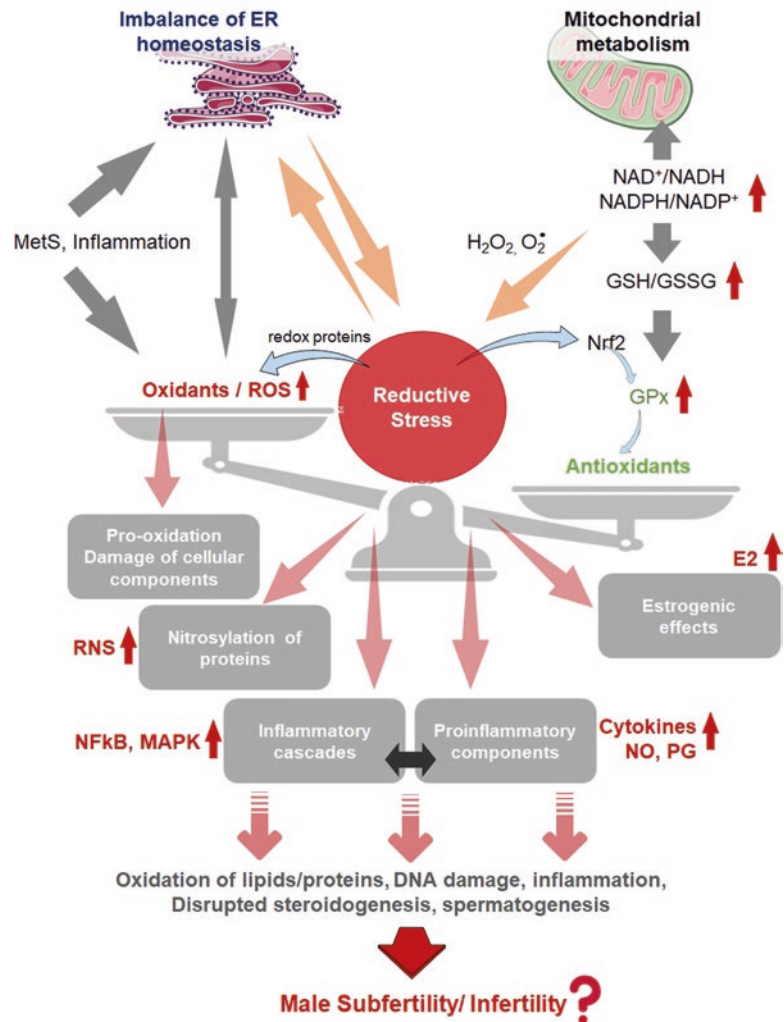 Imbalance of ER
homeostasis
Mitochondrial
metabolism
NAD⁺/NADH
NADPH/NADP⁺
MetS, Inflammation
H₂O₂, O₂•
GSH/GSSG
redox proteins
Nrf2
Oxidants / ROS
Reductive
Stress
GPx
Antioxidants
Pro-oxidation
Damage of cellular
components
E2
Estrogenic
effects
RNS
Nitrosylation of
proteins
NFkB, MAPK
Inflammatory
cascades
Proinflammatory
components
Cytokines
NO, PG
Oxidation of lipids/proteins, DNA damage, inflammation,
Disrupted steroidogenesis, spermatogenesis
Male Subfertility/ Infertility ?